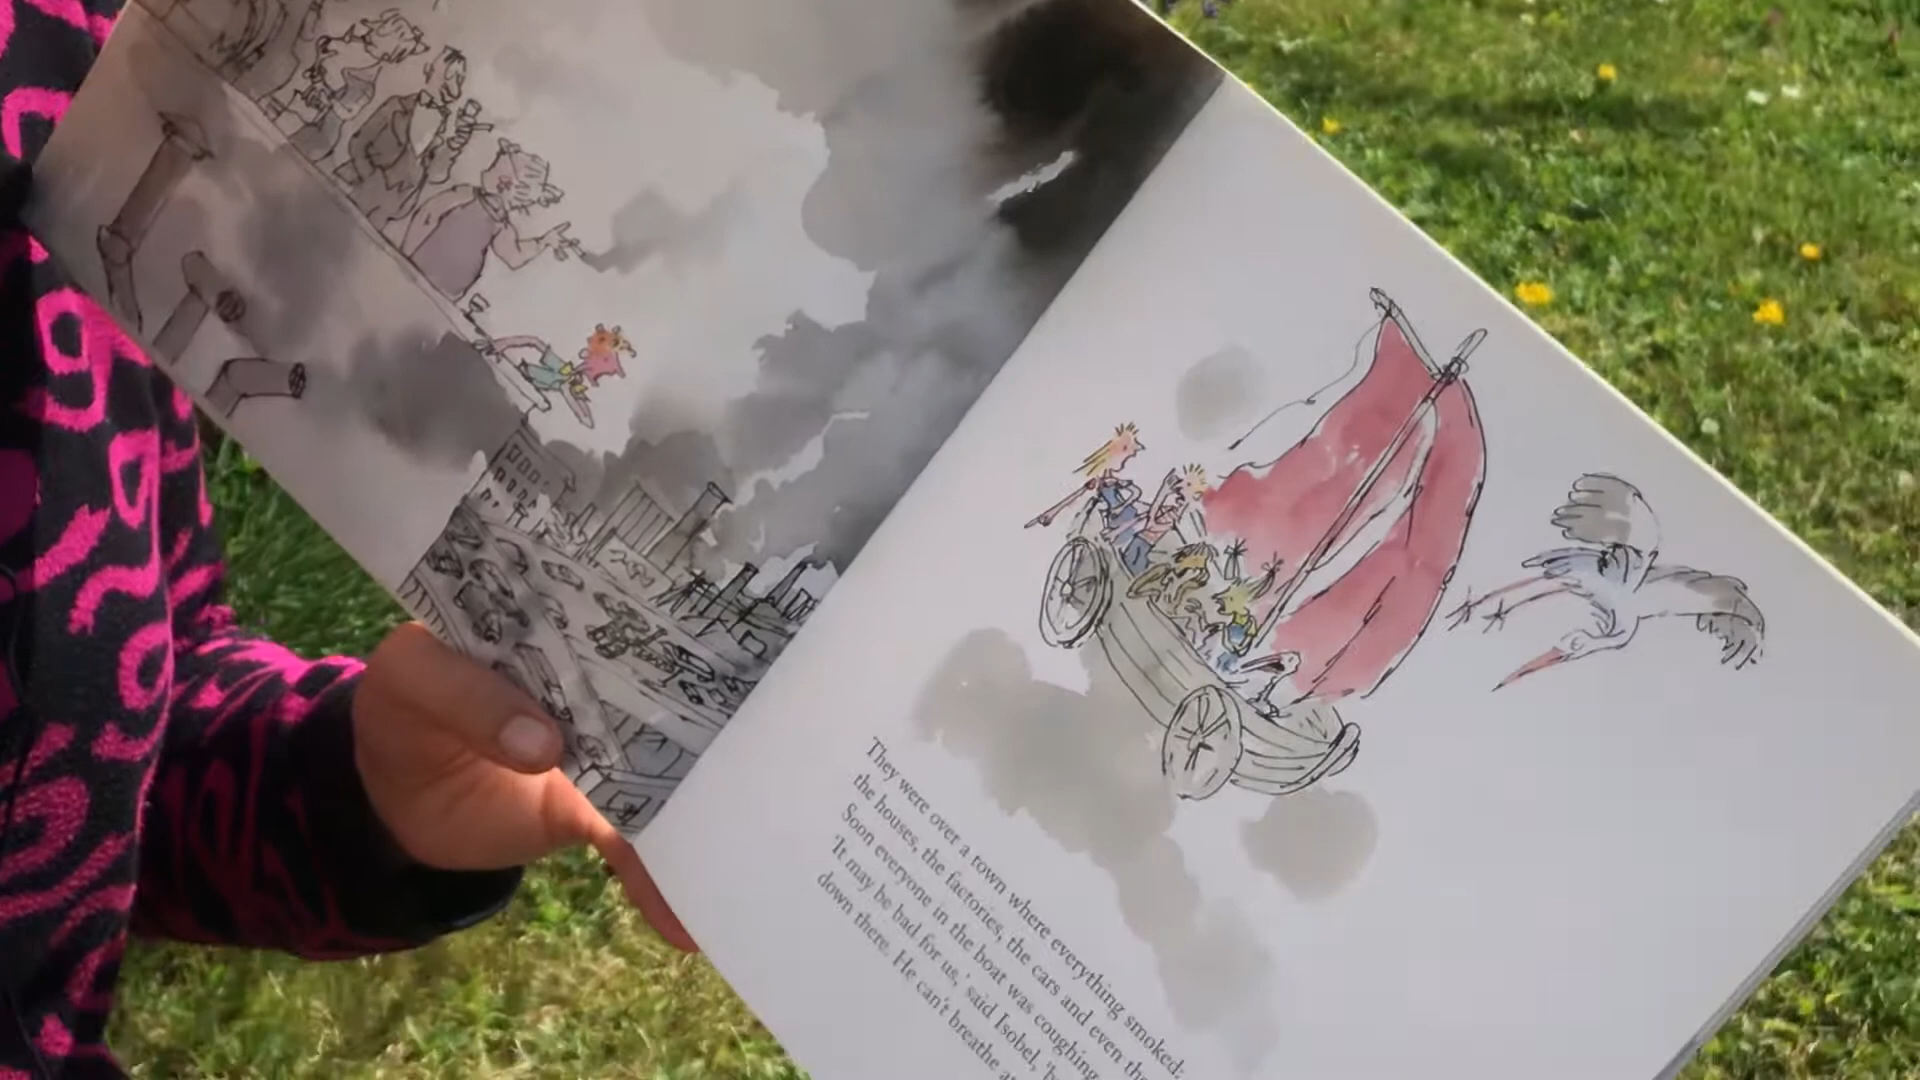 They were over a town where everything smoked:
the houses, the factories, the cars and even the
Soon everyone in the boat was coughing
'It may be bad for us,' said Isobel, 'b
down there. He can't breathe a